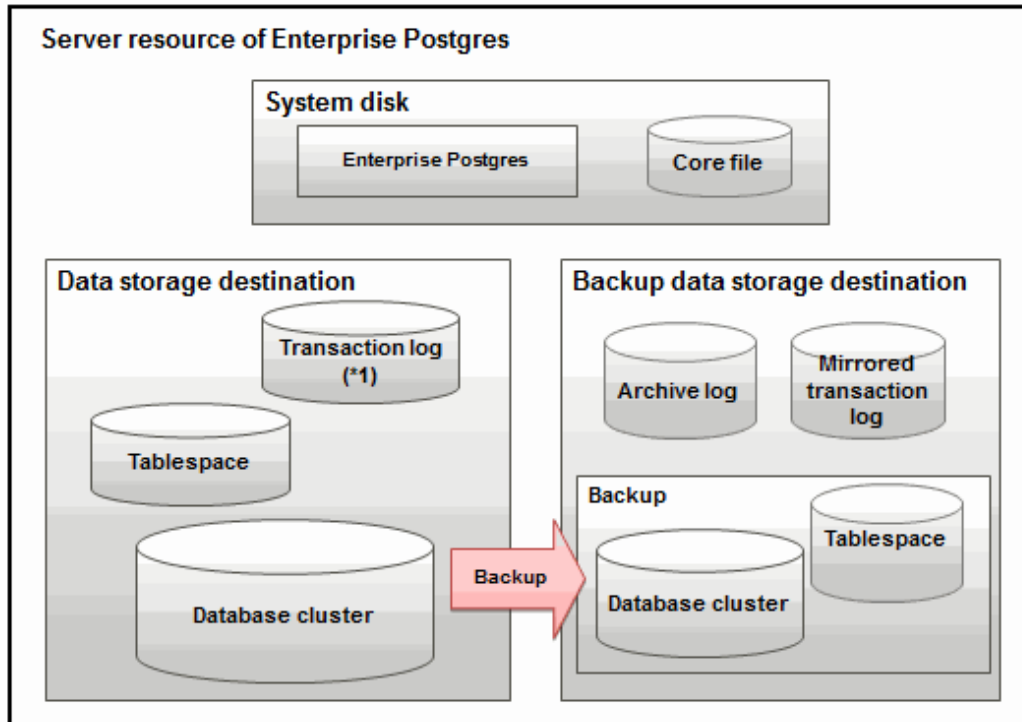 Server resource of Enterprise Postgres
System disk
Enterprise Postgres
Core file
Data storage destination
Transaction log
(*1)
Tablespace
Database cluster
Backup
Backup data storage destination
Archive log
Mirrored
transaction
log
Backup
Tablespace
Database cluster